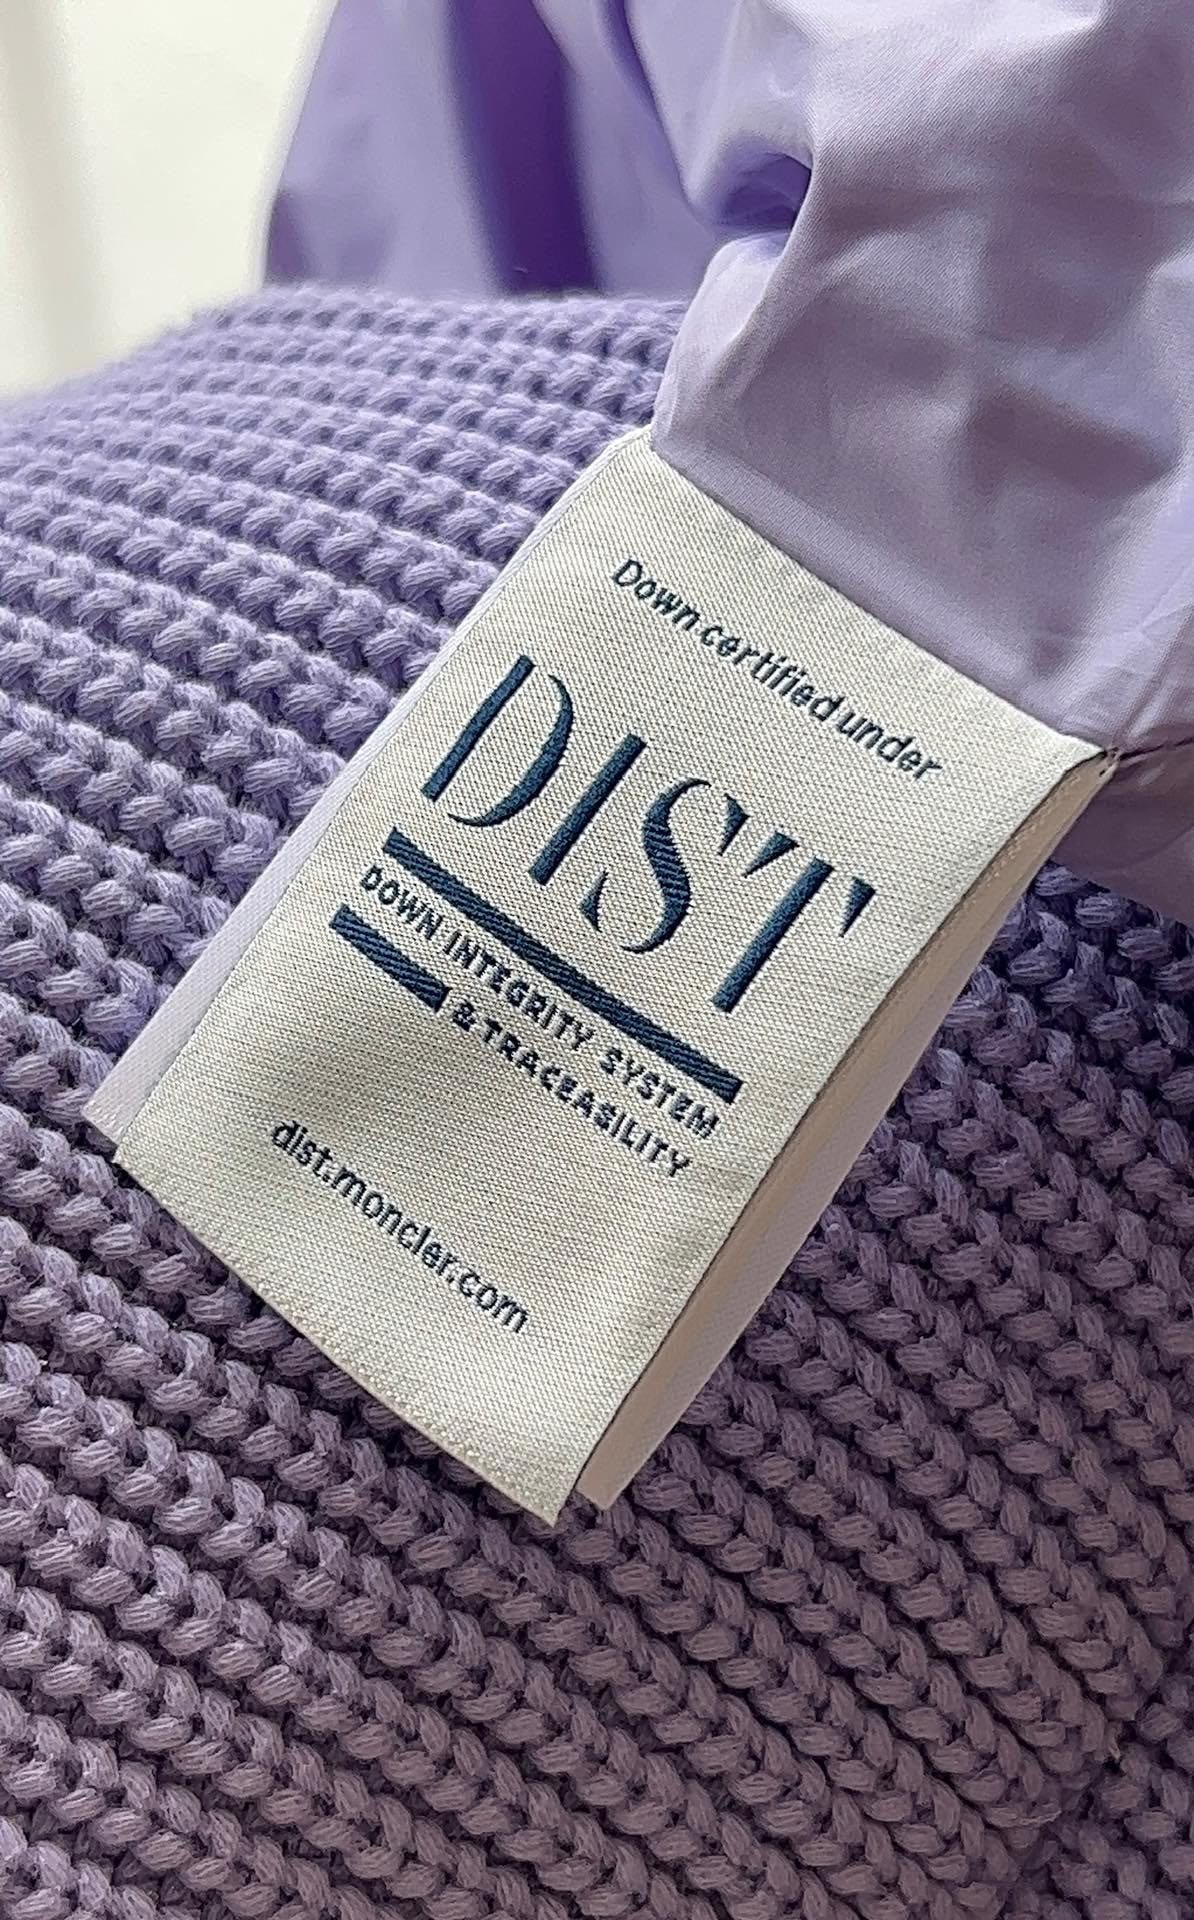 Down certified under
DIST
DOWN INTEGRITY SYSTEM
& TRACEABILITY
dist.moncler.com